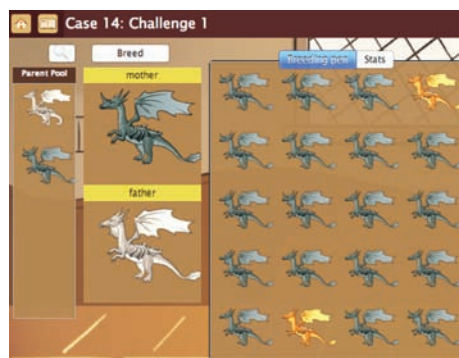 Case 14: Challenge 1
Breed
Parent Pool
mother
father
Breeding pen
Stats